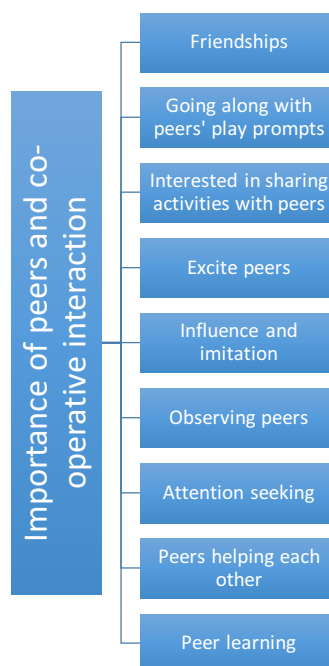 Importance of peers and co-
operative interaction
Friendships
Going along with
peers' play prompts
Interested in sharing
activities with peers
Excite peers
Influence and
imitation
Observing peers
Attention seeking
Peers helping each
other
Peer learning